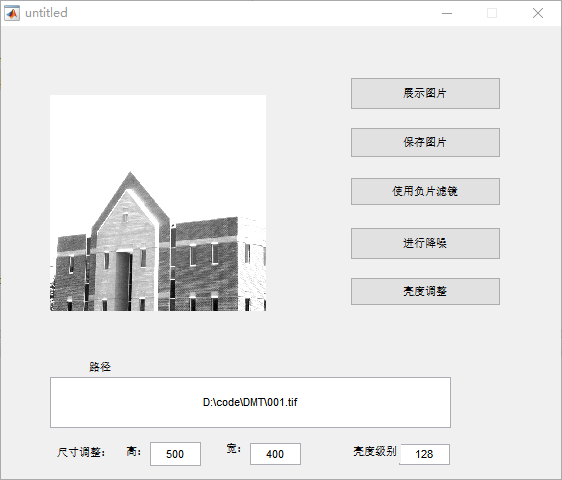 untitled
展示图片
保存图片
使用负片滤镜
进行降噪
亮度调整
路径
D:\code\DMT\001.tif
尺寸调整： 高： 500 宽： 400 亮度级别 128